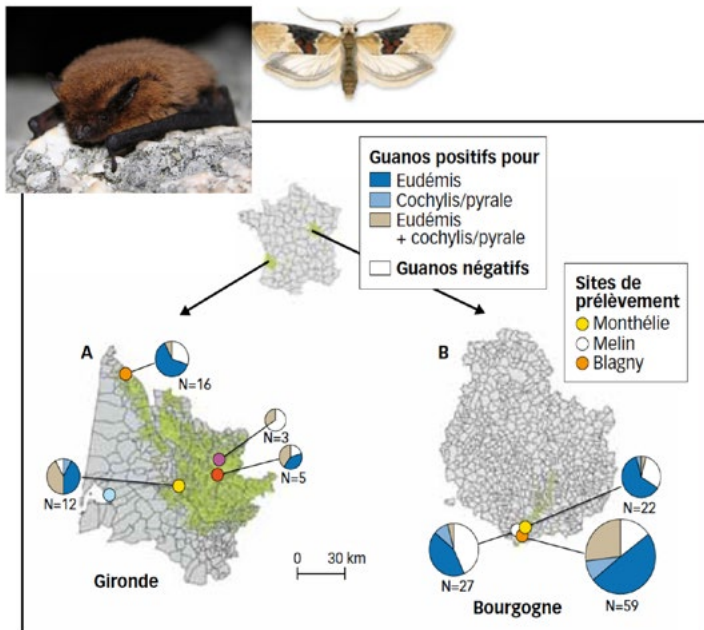 Guanos positifs pour
Eudémis
Cochylis/pyrale
Eudémis
+ cochylis/pyrale
Guanos négatifs
Sites de
prélèvement
Monthélie
Melin
Blagny
A
N=16
N=3
N=5
N=12
Gironde
0 30 km
B
N=22
N=27
N=59
Bourgogne